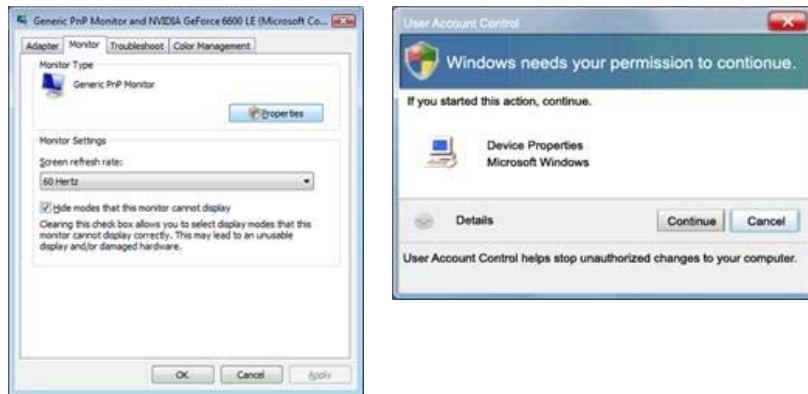 Generic PnP Monitor and NVIDIA GeForce 6600 LE (Microsoft Co...
Adapter Monitor Troubleshoot Color Management
Monitor Type
Generic PnP Monitor
Properties
Monitor Settings
Screen refresh rate:
60 Hertz
Hide modes that this monitor cannot display
Clearing this check box allows you to select display modes that this
monitor cannot display correctly. This may lead to an unusable
display and/or damaged hardware.
OK Cancel Apply
User Account Control
Windows needs your permission to contionue.
If you started this action, continue.
Device Properties
Microsoft Windows
Details Continue Cancel
User Account Control helps stop unauthorized changes to your computer.